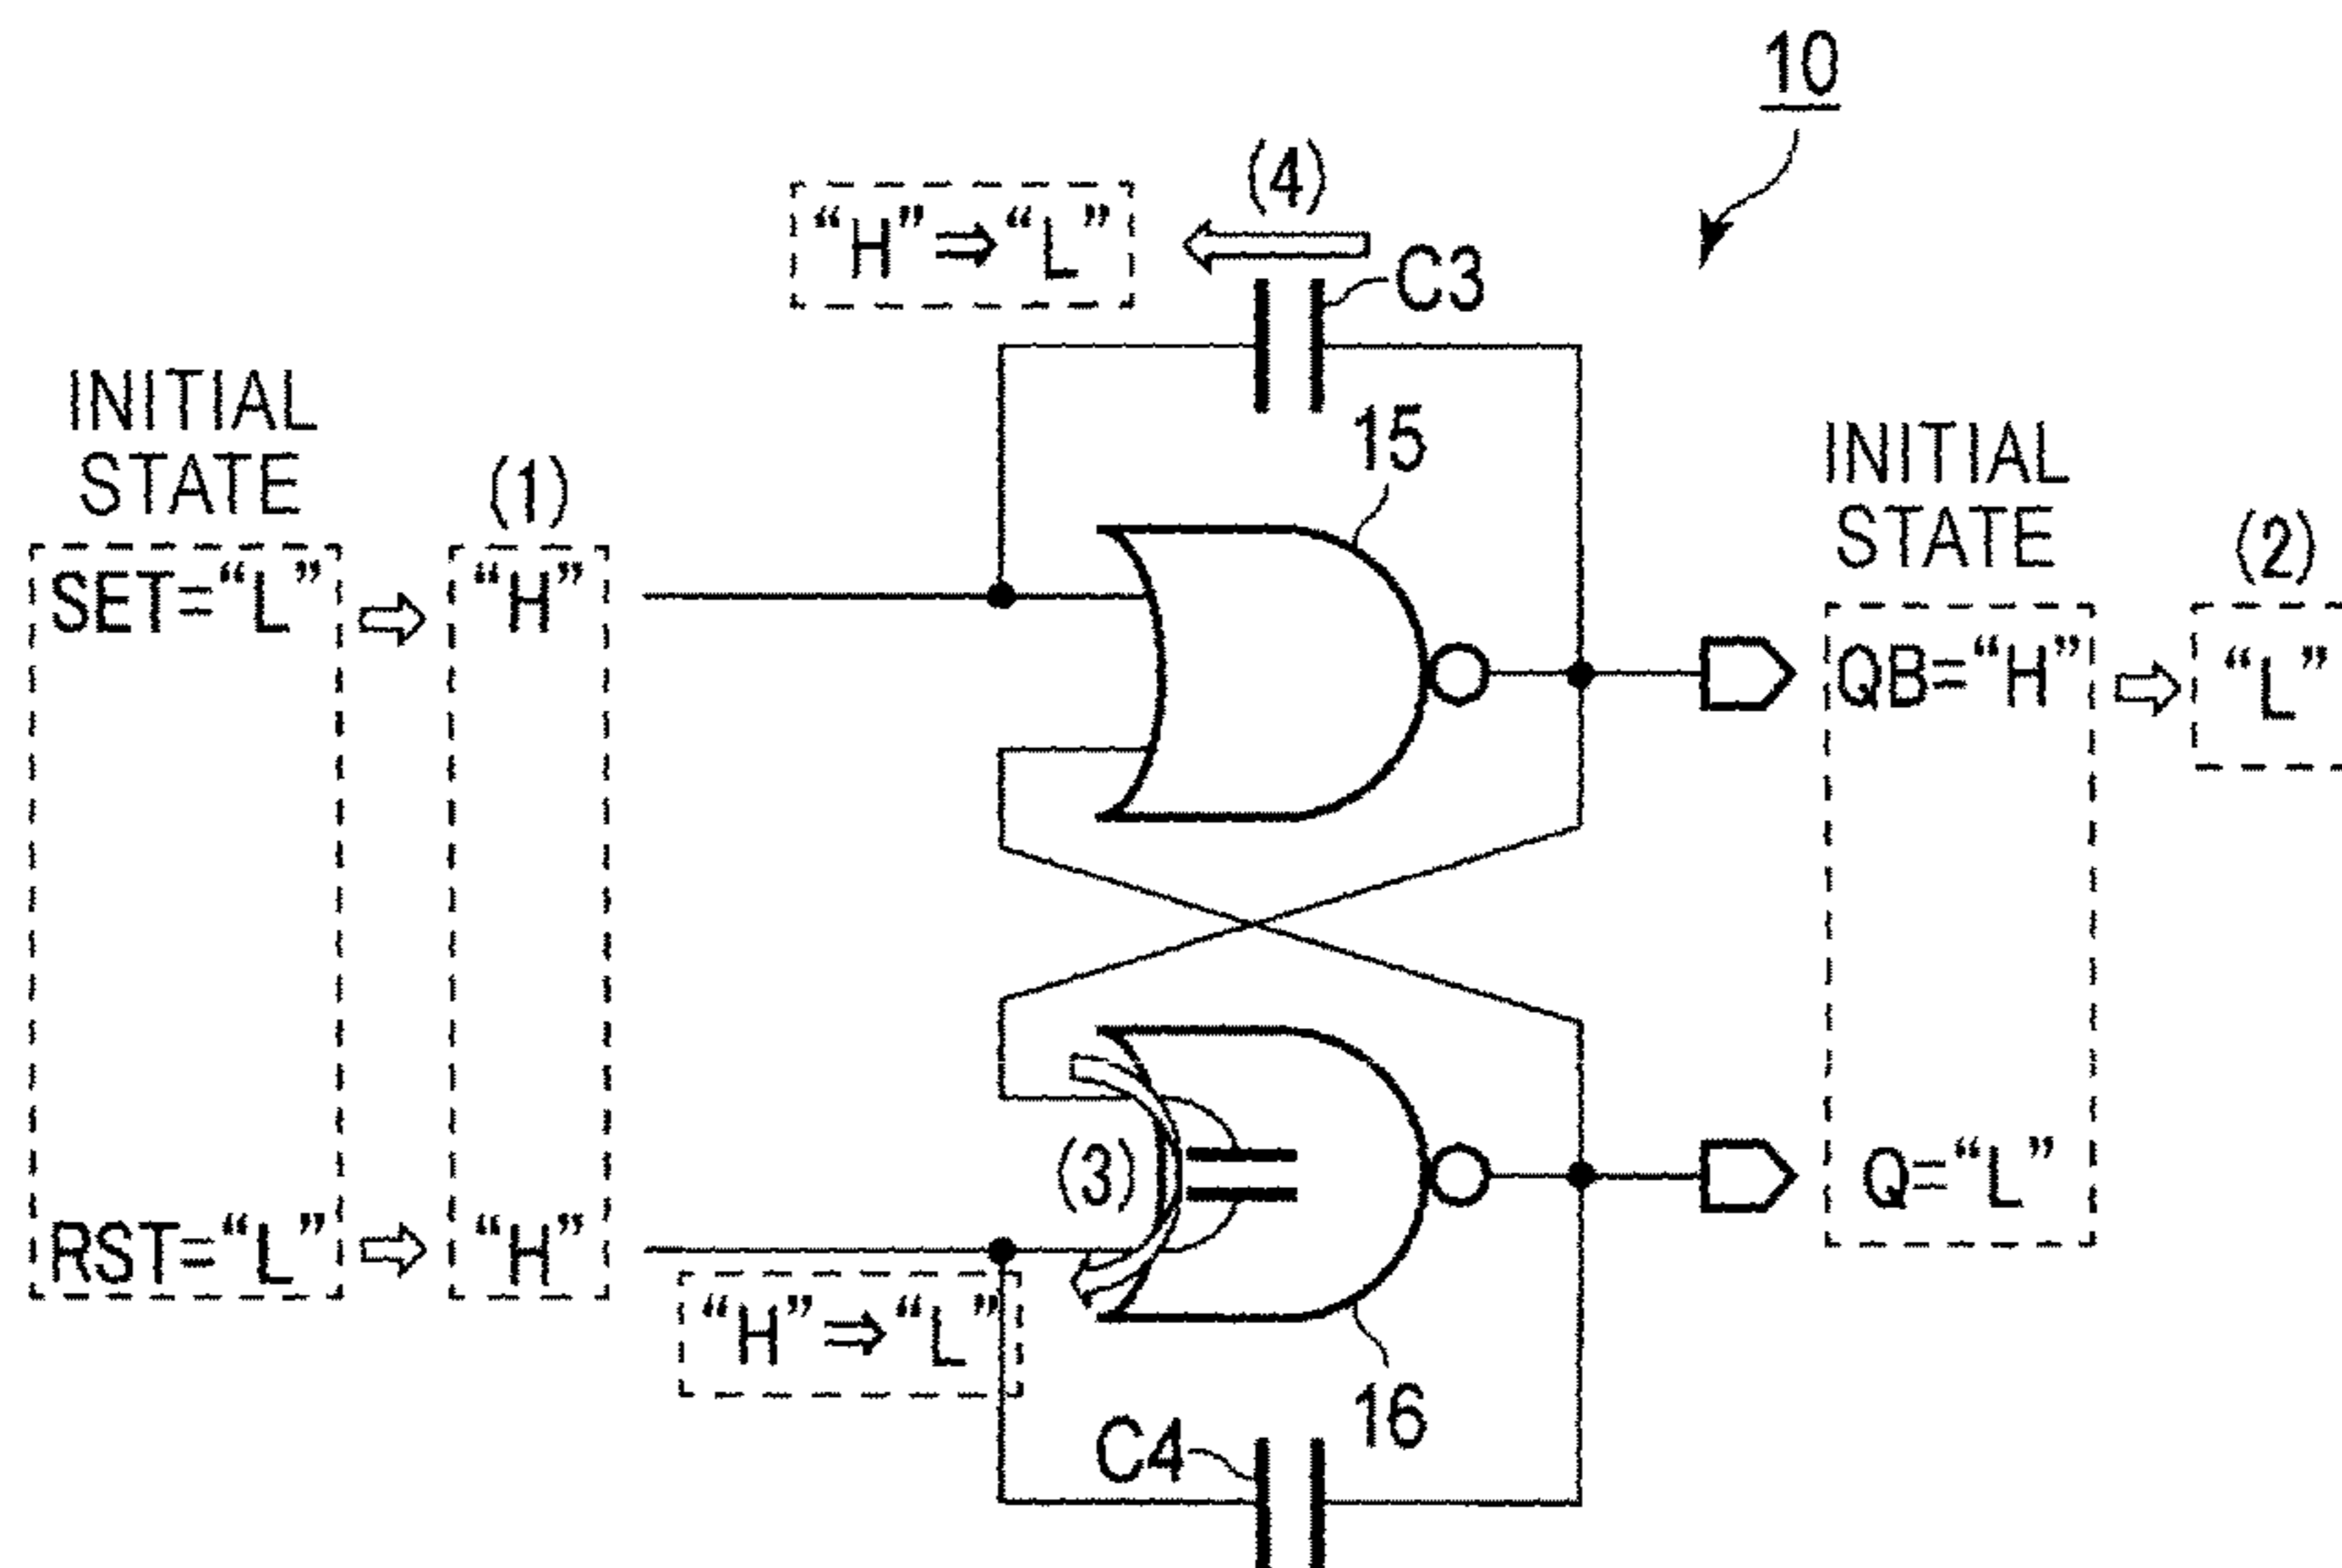 10
(4)
“H”⇒“L”
C3
INITIAL
STATE
(1)
15
INITIAL
STATE
(2)
SET=“L” ⇨ “H”
QB=“H” ⇨ “L”
(3)
Q=“L”
RST=“L” ⇨ “H”
“H”⇒“L”
16
C4